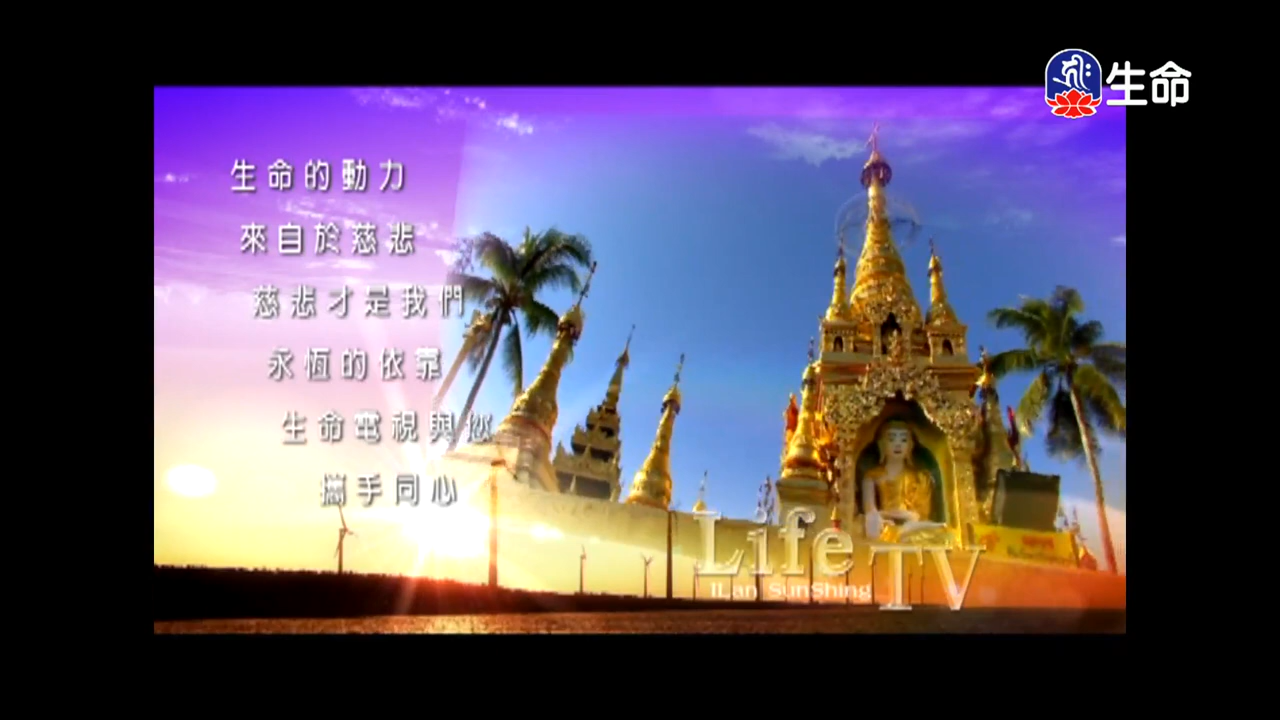 生命
生命的動力
來自於慈悲
慈悲才是我們
永恆的依靠
生命電視與您
攜手同心
Life
TV
ILan SunShing